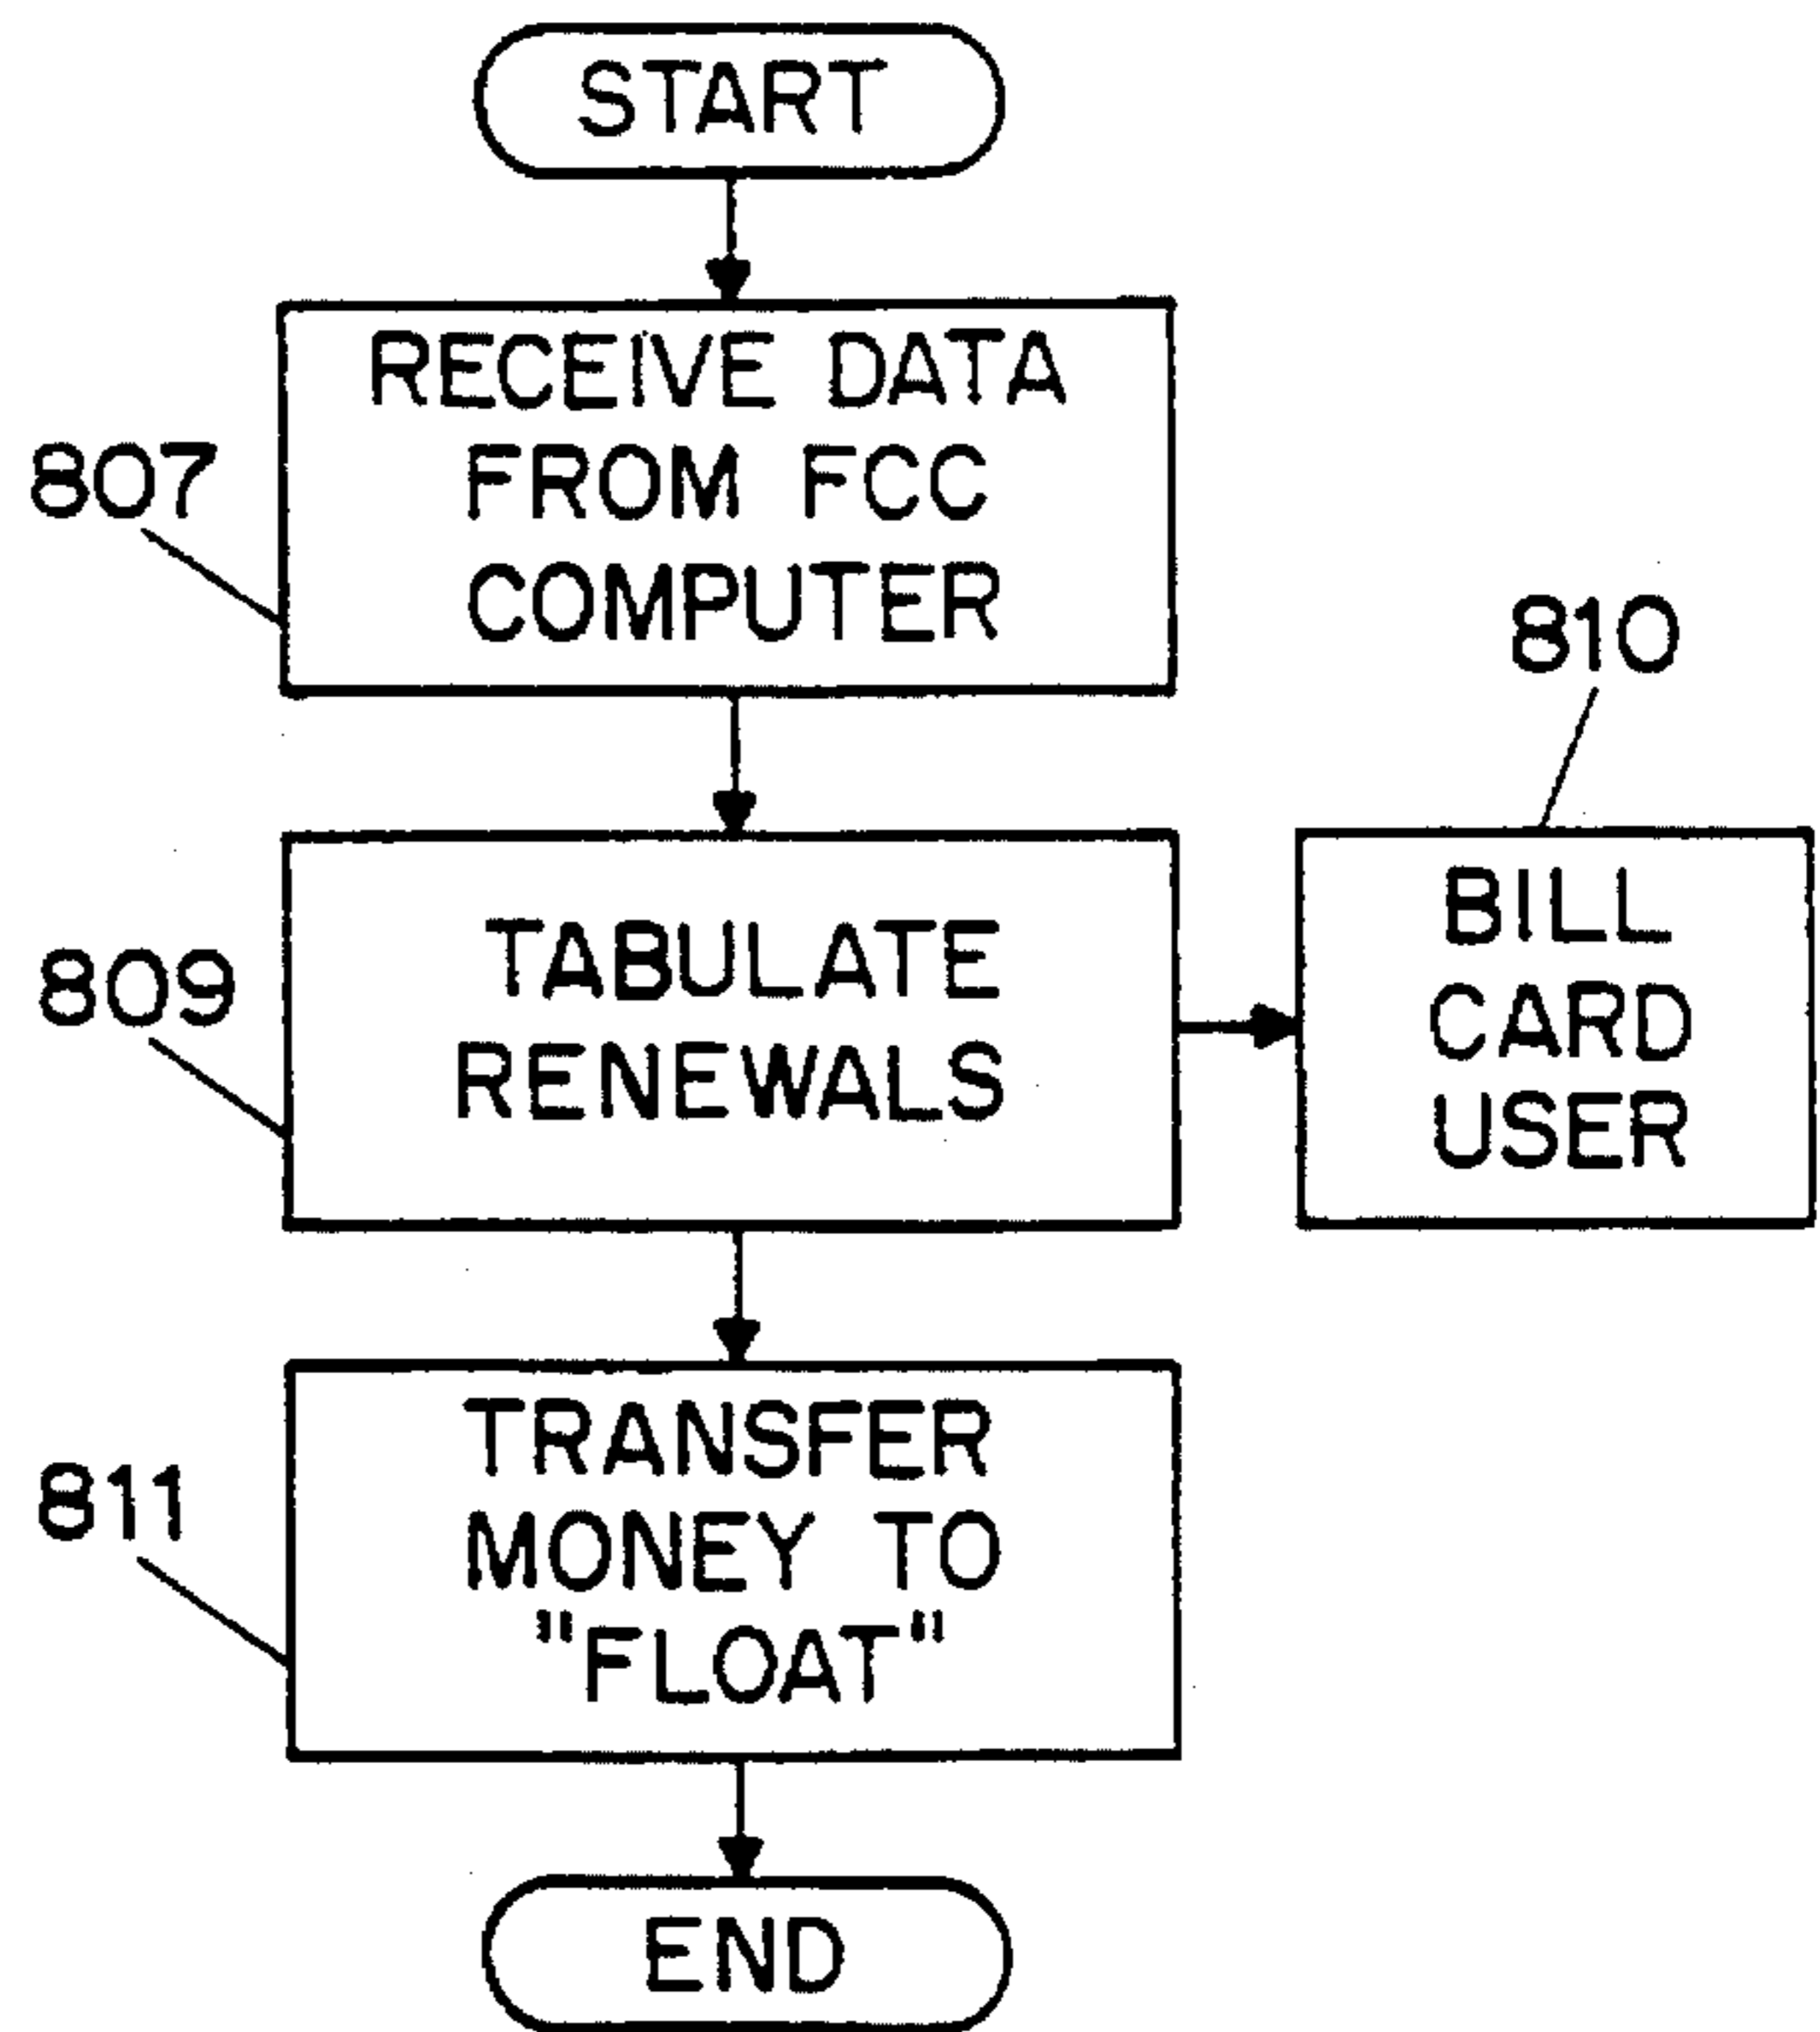 START
RECEIVE DATA
FROM FCC
COMPUTER
807
810
TABULATE
RENEWALS
809
BILL
CARD
USER
TRANSFER
MONEY TO
"FLOAT"
811
END